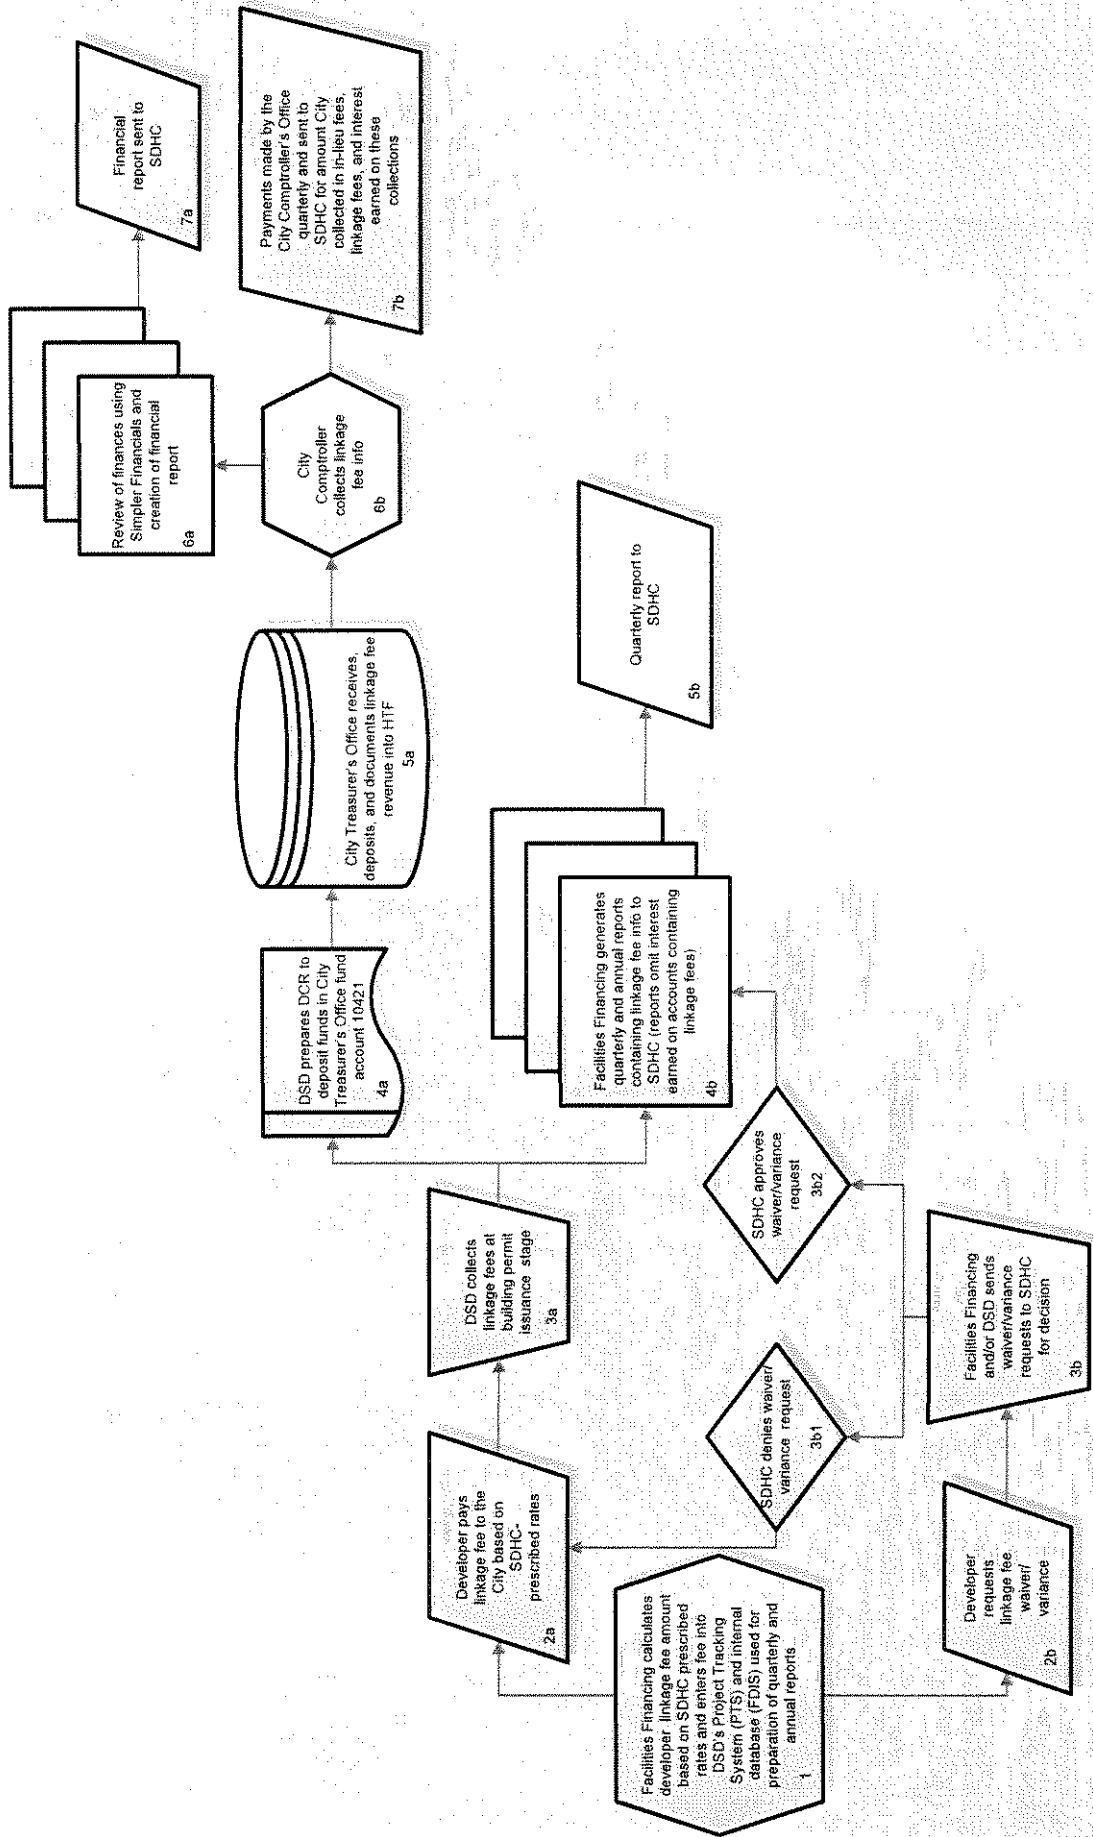 Facilities Financing calculates
developer linkage fee amount
based on SDHC prescribed
rates and enters fee into
DSD's Project Tracking
System (PTS) and internal
database (FDIS) used for
preparation of quarterly and
annual reports
1
Developer pays
linkage fee to the
City based on
SDHC-
prescribed rates
2a
Developer
requests
linkage fee
waiver/
variance
2b
DSD collects
linkage fees at
building permit
issuance stage
3a
Facilities Financing
and/or DSD sends
waiver/variance
requests to SDHC
for decision
3b
SDHC denies waiver/
variance request
3b1
SDHC approves
waiver/variance
request
3b2
DSD prepares DCR to
deposit funds in City
Treasurer's Office fund
account 10421
4a
Facilities Financing generates
quarterly and annual reports
containing linkage fee info to
SDHC (reports omit interest
earned on accounts containing
linkage fees)
4b
City Treasurer's Office receives,
deposits, and documents linkage fee
revenue into HTF
5a
Quarterly report to
SDHC
5b
Review of finances using
Simpler Financials and
creation of financial
report
6a
City
Comptroller
collects linkage
fee info
6b
Financial
report sent to
SDHC
7a
Payments made by the
City Comptroller's Office
quarterly and sent to
SDHC for amount City
collected in in-lieu fees,
linkage fees, and interest
earned on these
collections
7b